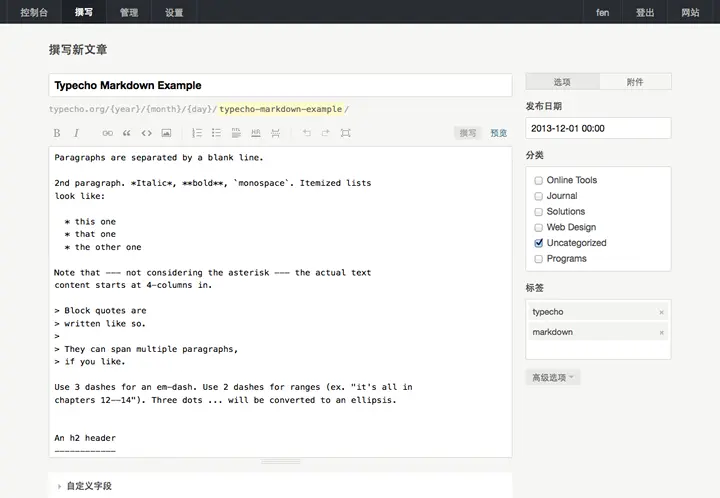 控制台 撰写 管理 设置 fen 登出 网站
撰写新文章
Typecho Markdown Example
typecho.org/{year}/{month}/{day}/typecho-markdown-example/
B I 撰写 预览
Paragraphs are separated by a blank line.
2nd paragraph. *Italic*, **bold**, `monospace`. Itemized lists
look like:
* this one
* that one
* the other one
Note that --- not considering the asterisk --- the actual text
content starts at 4-columns in.
> Block quotes are
> written like so.
>
> They can span multiple paragraphs,
> if you like.
Use 3 dashes for an em-dash. Use 2 dashes for ranges (ex. "it's all in
chapters 12--14"). Three dots ... will be converted to an ellipsis.
An h2 header
------------
自定义字段
选项 附件
发布日期
2013-12-01 00:00
分类
Online Tools
Journal
Solutions
Web Design
Uncategorized
Programs
标签
typecho ×
markdown ×
高级选项